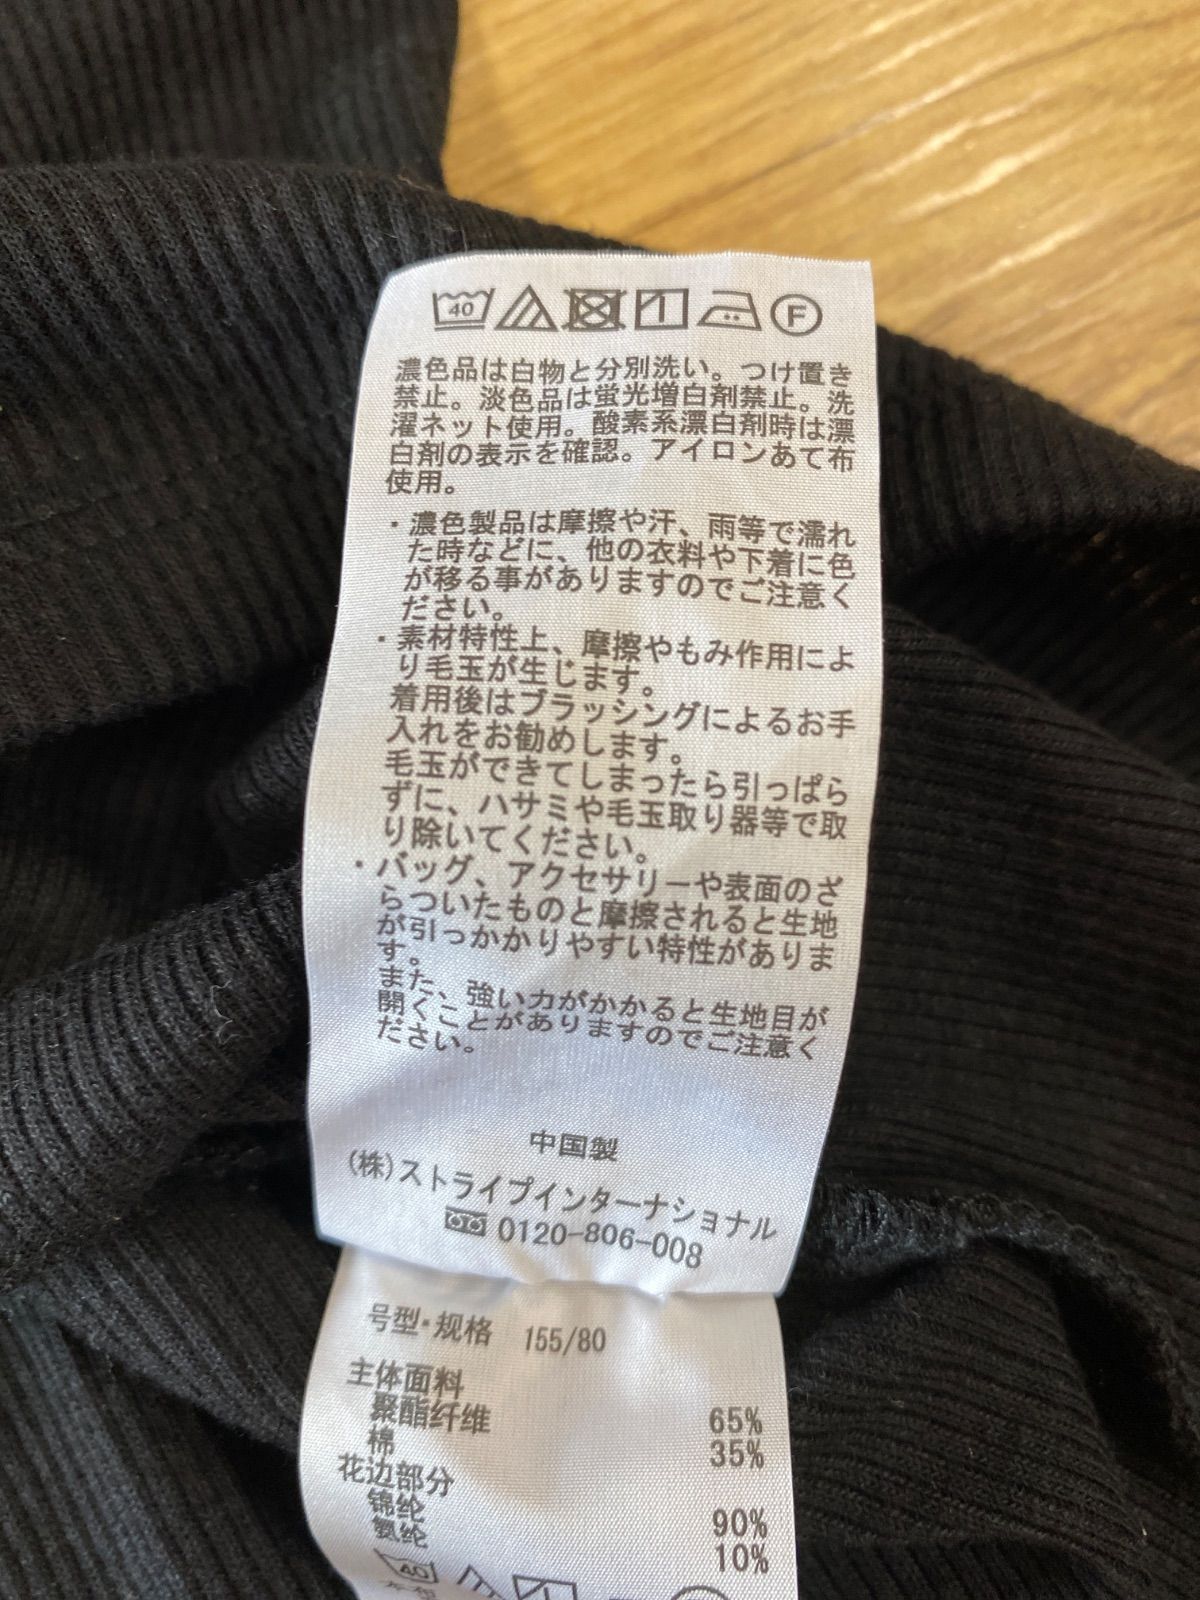 40 F
濃色品は白物と分別洗い。つけ置き
禁止。淡色品は蛍光増白剤禁止。洗
濯ネット使用。酸素系漂白剤時は漂
白剤の表示を確認。アイロンあて布
使用。
・濃色製品は摩擦や汗、雨等で濡れ
た時などに、他の衣料や下着に色
が移る事がありますのでご注意く
ださい。
・素材特性上、摩擦やもみ作用によ
り毛玉が生じます。
着用後はブラッシングによるお手
入れをお勧めします。
毛玉ができてしまったら引っぱら
ずに、ハサミや毛玉取り器等で取
り除いてください。
・バッグ、アクセサリーや表面のざ
らついたものと摩擦されると生地
が引っかかりやすい特性がありま
す。
また、強い力がかかると生地目が
開くことがありますのでご注意く
ださい。
中国製
(株)ストライプインターナショナル
0120-806-008
号型・规格 155/80
主体面料
聚酯纤维 65%
棉 35%
花边部分
锦纶 90%
氨纶 10%
40